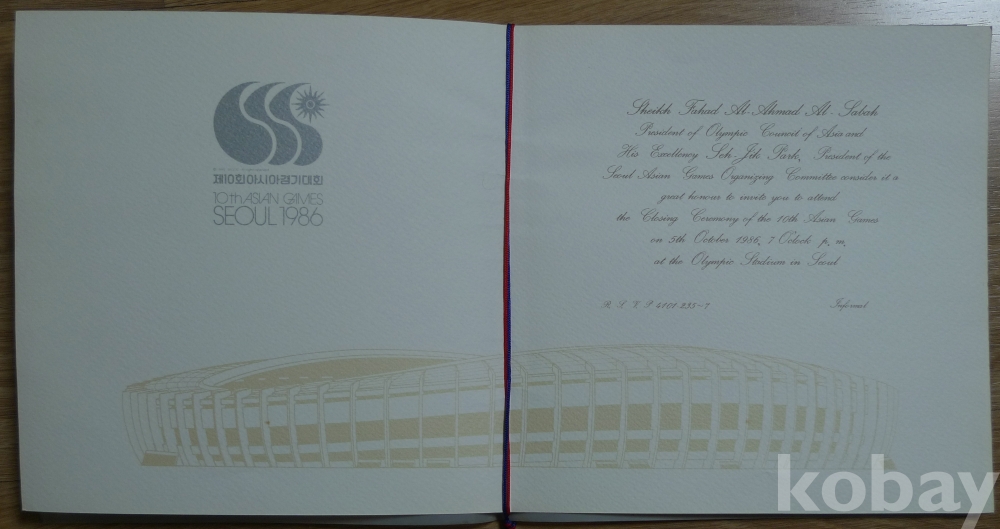 제10회아시아경기대회
10th ASIAN GAMES
SEOUL 1986
Sheikh Fahad Al-Ahmad Al-Sabah
President of Olympic Council of Asia and
His Excellency Seh-Jik Park, President of the
Seoul Asian Games Organizing Committee consider it a
great honour to invite you to attend
the Closing Ceremony of the 10th Asian Games
on 5th October 1986, 7 O'clock p.m.
at the Olympic Stadium in Seoul
R. S. V. P. 4101-235~7 Informal
kobay